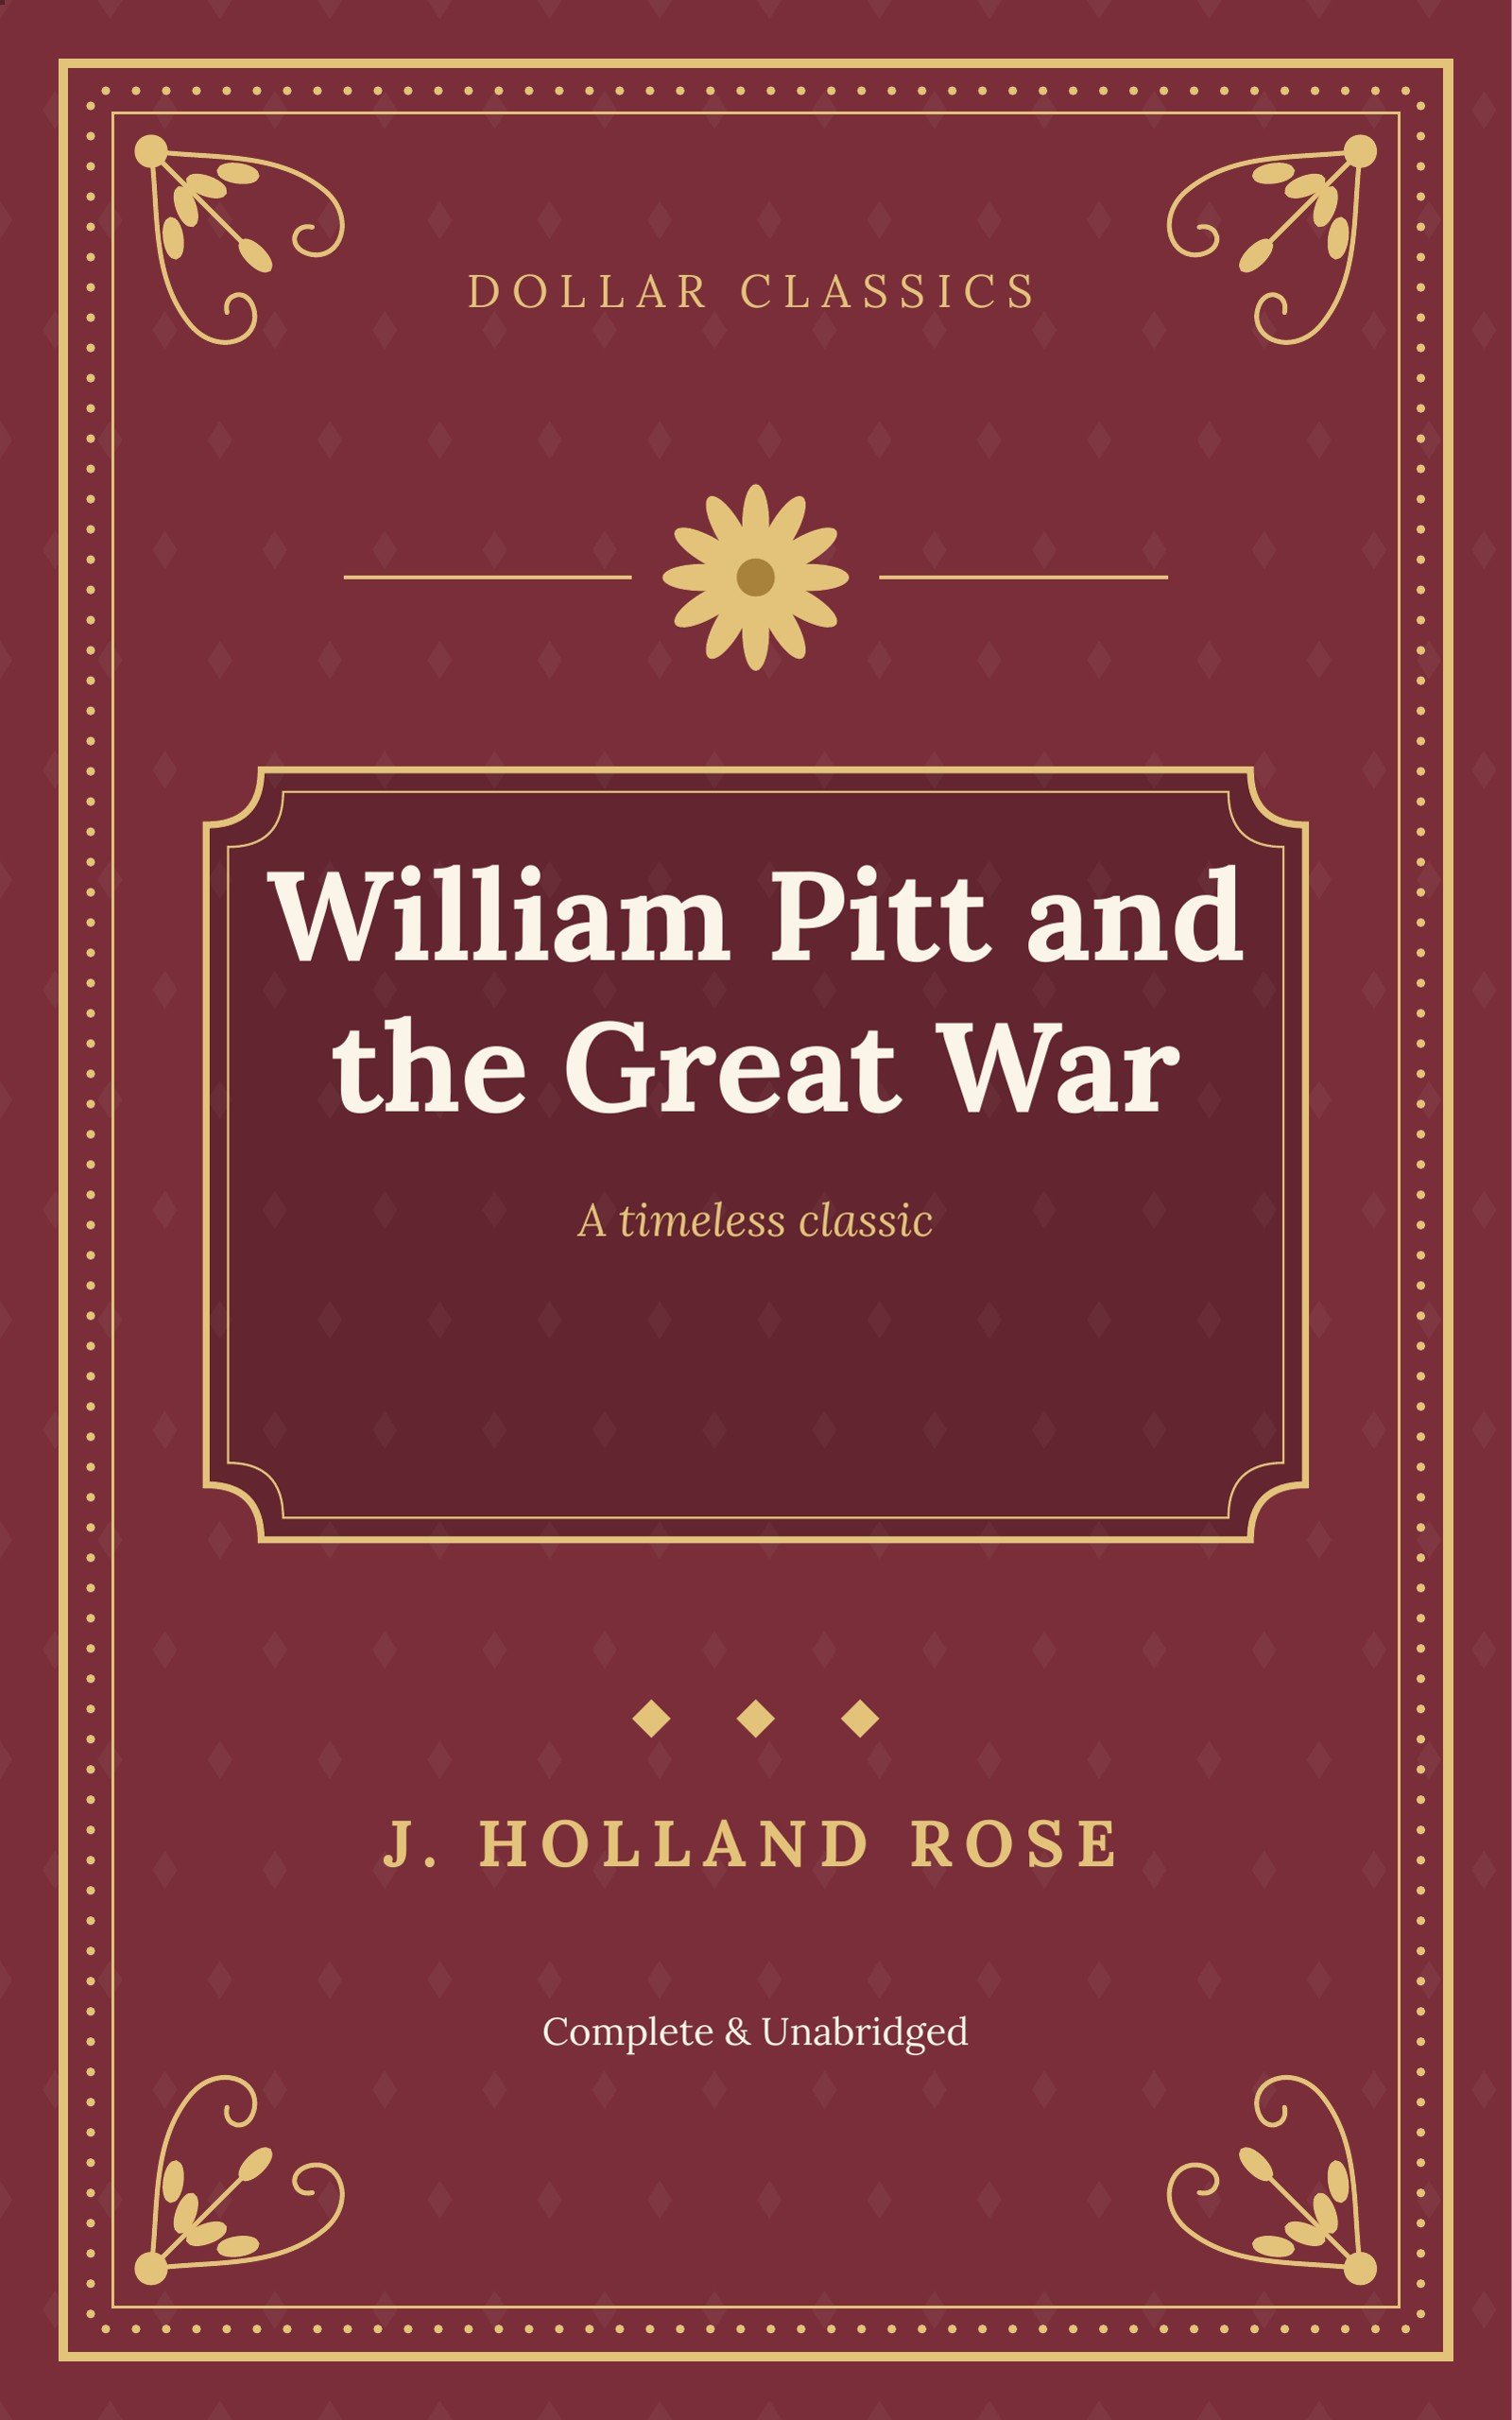 DOLLAR CLASSICS
William Pitt and
the Great War
A timeless classic
J. HOLLAND ROSE
Complete & Unabridged